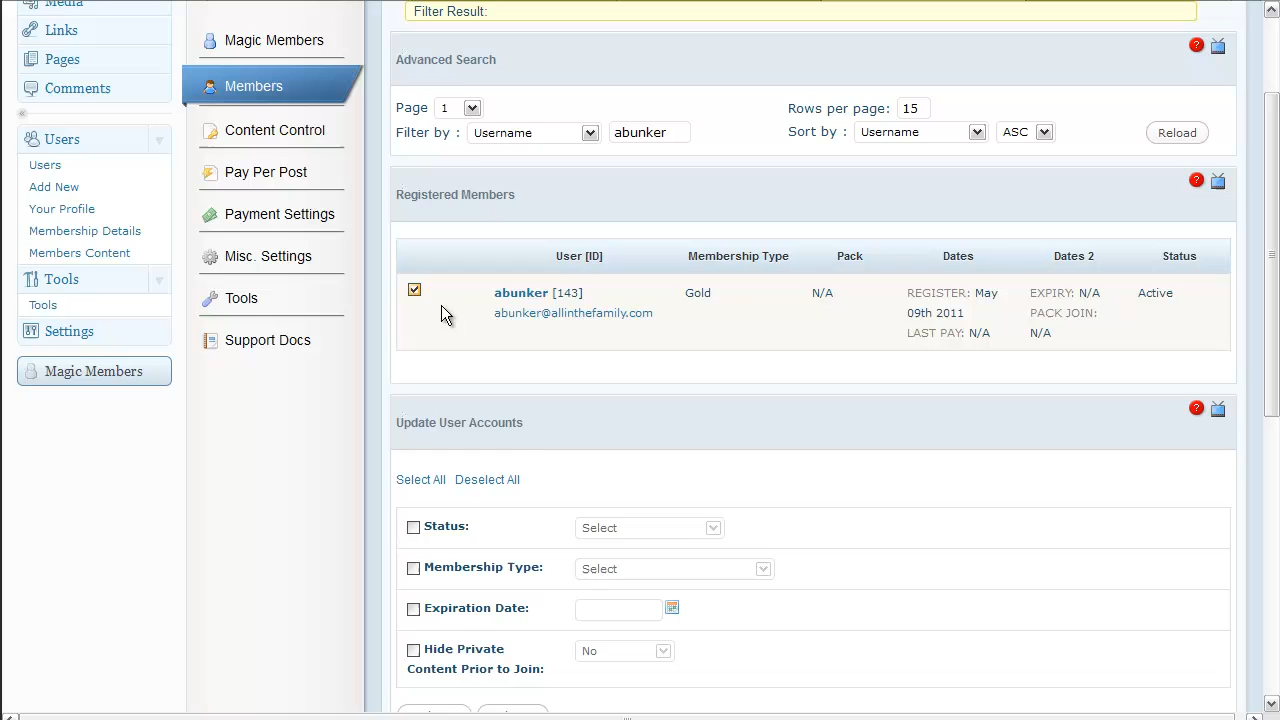 Media
Links
Pages
Comments
Users
Users
Add New
Your Profile
Membership Details
Members Content
Tools
Tools
Settings
Magic Members
Magic Members
Members
Content Control
Pay Per Post
Payment Settings
Misc. Settings
Tools
Support Docs
Filter Result:
Advanced Search
Page 1 Rows per page: 15
Filter by : Username abunker Sort by : Username ASC Reload
Registered Members
User [ID] Membership Type Pack Dates Dates 2 Status
abunker [143] Gold N/A REGISTER: May EXPIRY: N/A Active
abunker@allinthefamily.com 09th 2011 PACK JOIN:
LAST PAY: N/A N/A
Update User Accounts
Select All Deselect All
Status: Select
Membership Type: Select
Expiration Date:
Hide Private No
Content Prior to Join: